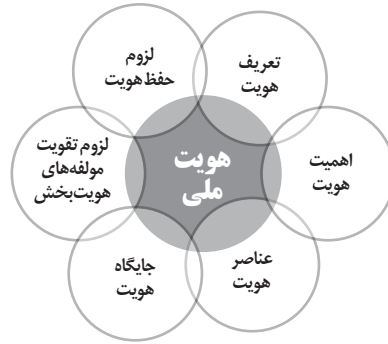 هویت
ملی
تعریف
هویت
اهمیت
هویت
عناصر
هویت
جایگاه
هویت
لزوم تقویت
مولفه‌های
هویت‌بخش
لزوم
حفظ هویت